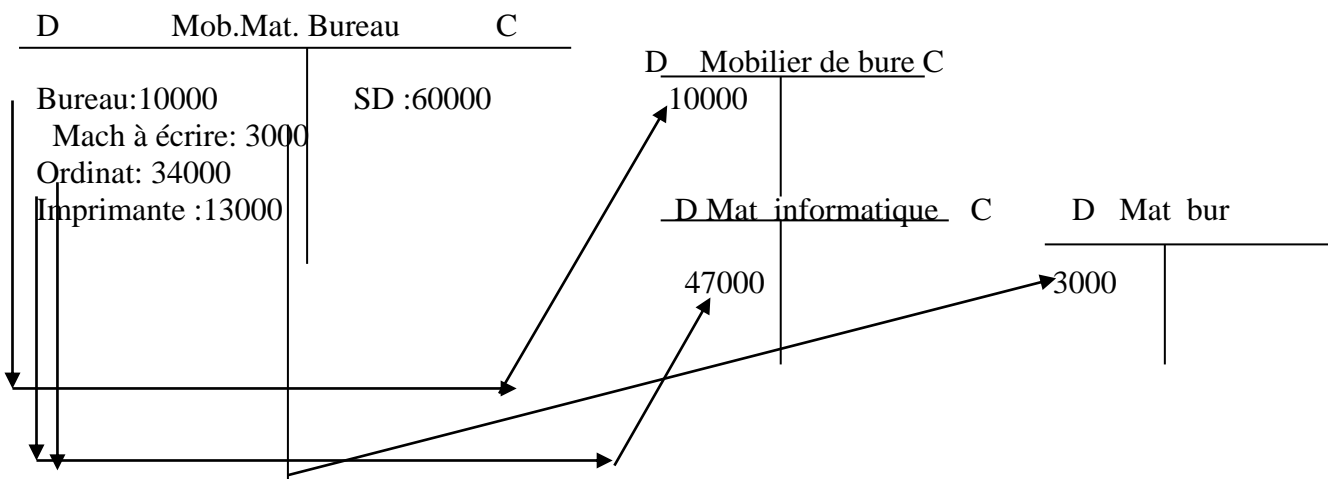 D Mob.Mat. Bureau C
D Mobilier de bure C
Bureau:10000 SD :60000
10000
Mach à écrire: 3000
Ordinat: 34000
Imprimante :13000
D Mat informatique C
D Mat bur
47000
3000